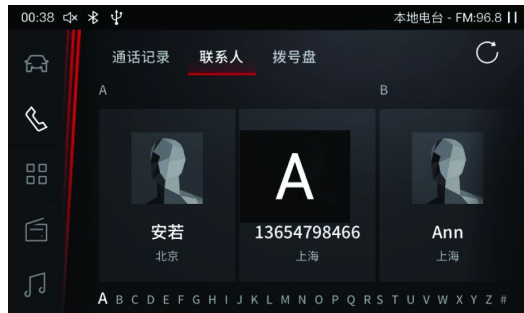 00:38 本地电台 - FM:96.8
通话记录 联系人 拨号盘
A B
A
安若 13654798466 Ann
北京 上海 上海
A B C D E F G H I J K L M N O P Q R S T U V W X Y Z #